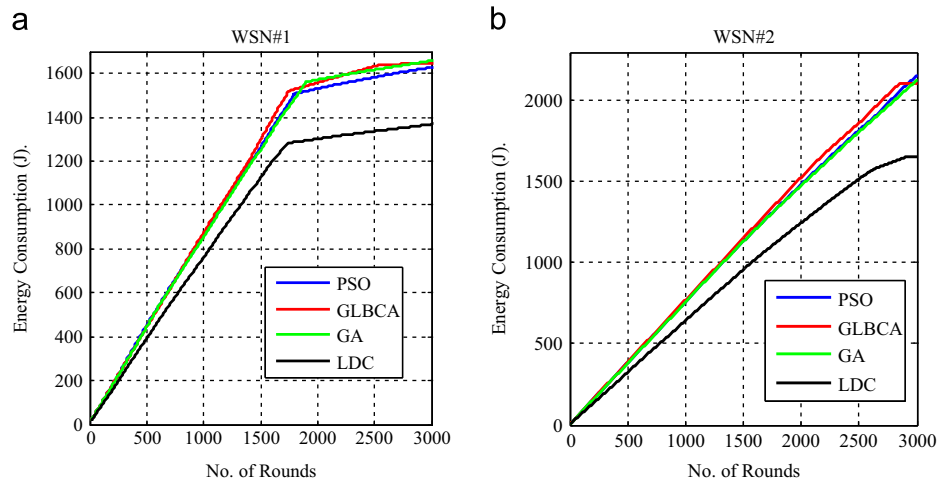 a
WSN#1
1600
1400
1200
1000
800
600
400
200
0
0 500 1000 1500 2000 2500 3000
Energy Consumption (J).
No. of Rounds
PSO
GLBCA
GA
LDC
b
WSN#2
2000
1500
1000
500
0
0 500 1000 1500 2000 2500 3000
Energy Consumption (J).
No. of Rounds
PSO
GLBCA
GA
LDC